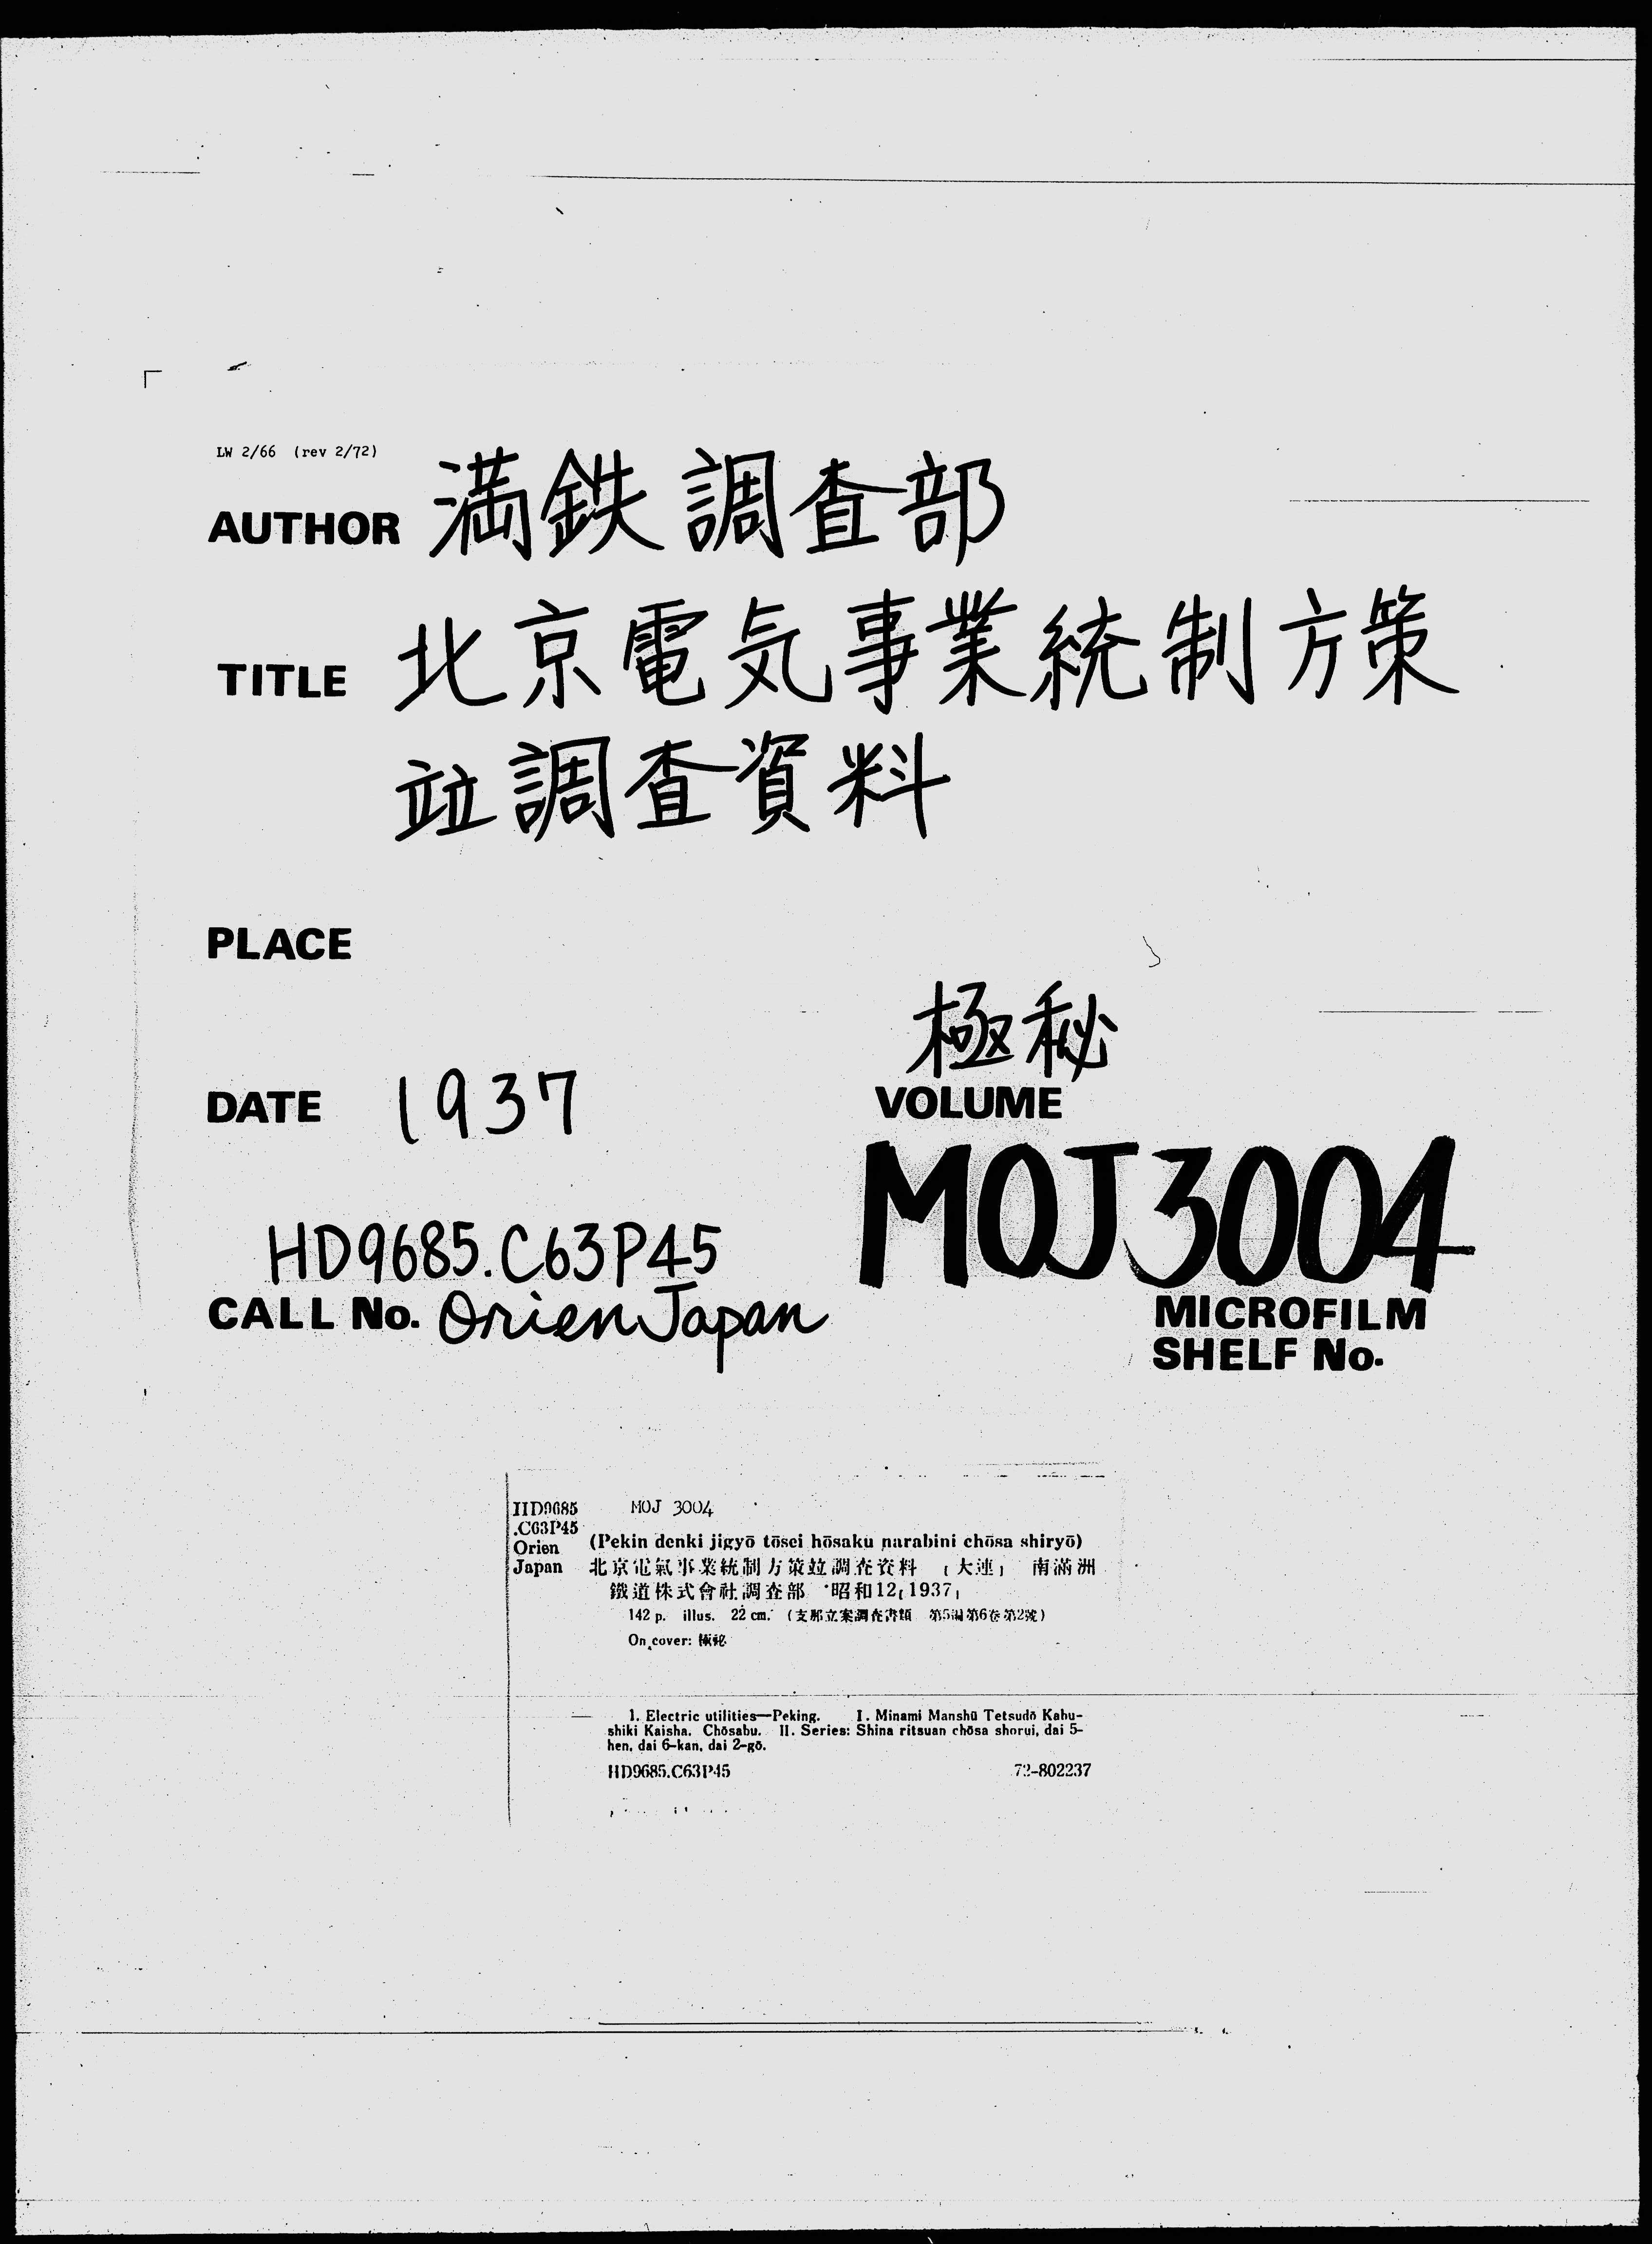 LW 2/66 (rev 2/72)
AUTHOR 満鉄調査部
TITLE 北京電気事業統制方策
並調査資料
PLACE
極秘
DATE 1937
VOLUME
MOJ3004
HD9685.C63P45
CALL No. Orien Japan
MICROFILM
SHELF No.
HD9685 MOJ 3004
.C63P45
Orien (Pekin denki jigyō tōsei hōsaku narabini chōsa shiryō)
Japan 北京電氣事業統制方策竝調査資料 [大連] 南滿洲
鐵道株式會社調査部 昭和12[1937]
142 p. illus. 22 cm. (支那立案調査書類 第5編第6巻第2號)
On cover: 極秘
1. Electric utilities—Peking. I. Minami Manshū Tetsudō Kabu-
shiki Kaisha. Chōsabu. II. Series: Shina ritsuan chōsa shorui, dai 5-
hen, dai 6-kan, dai 2-gō.
HD9685.C63P45 72-802237